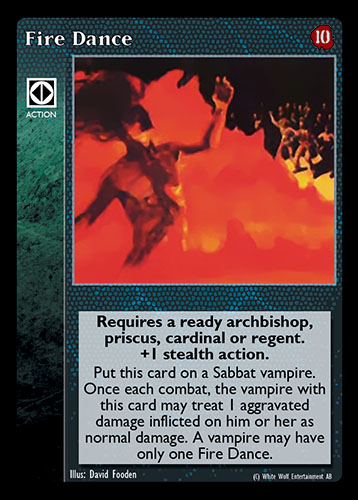 Fire Dance
10
ACTION
Requires a ready archbishop,
priscus, cardinal or regent.
+1 stealth action.
Put this card on a Sabbat vampire.
Once each combat, the vampire with
this card may treat 1 aggravated
damage inflicted on him or her as
normal damage. A vampire may have
only one Fire Dance.
Illus: David Fooden
(C) White Wolf Entertainment AB